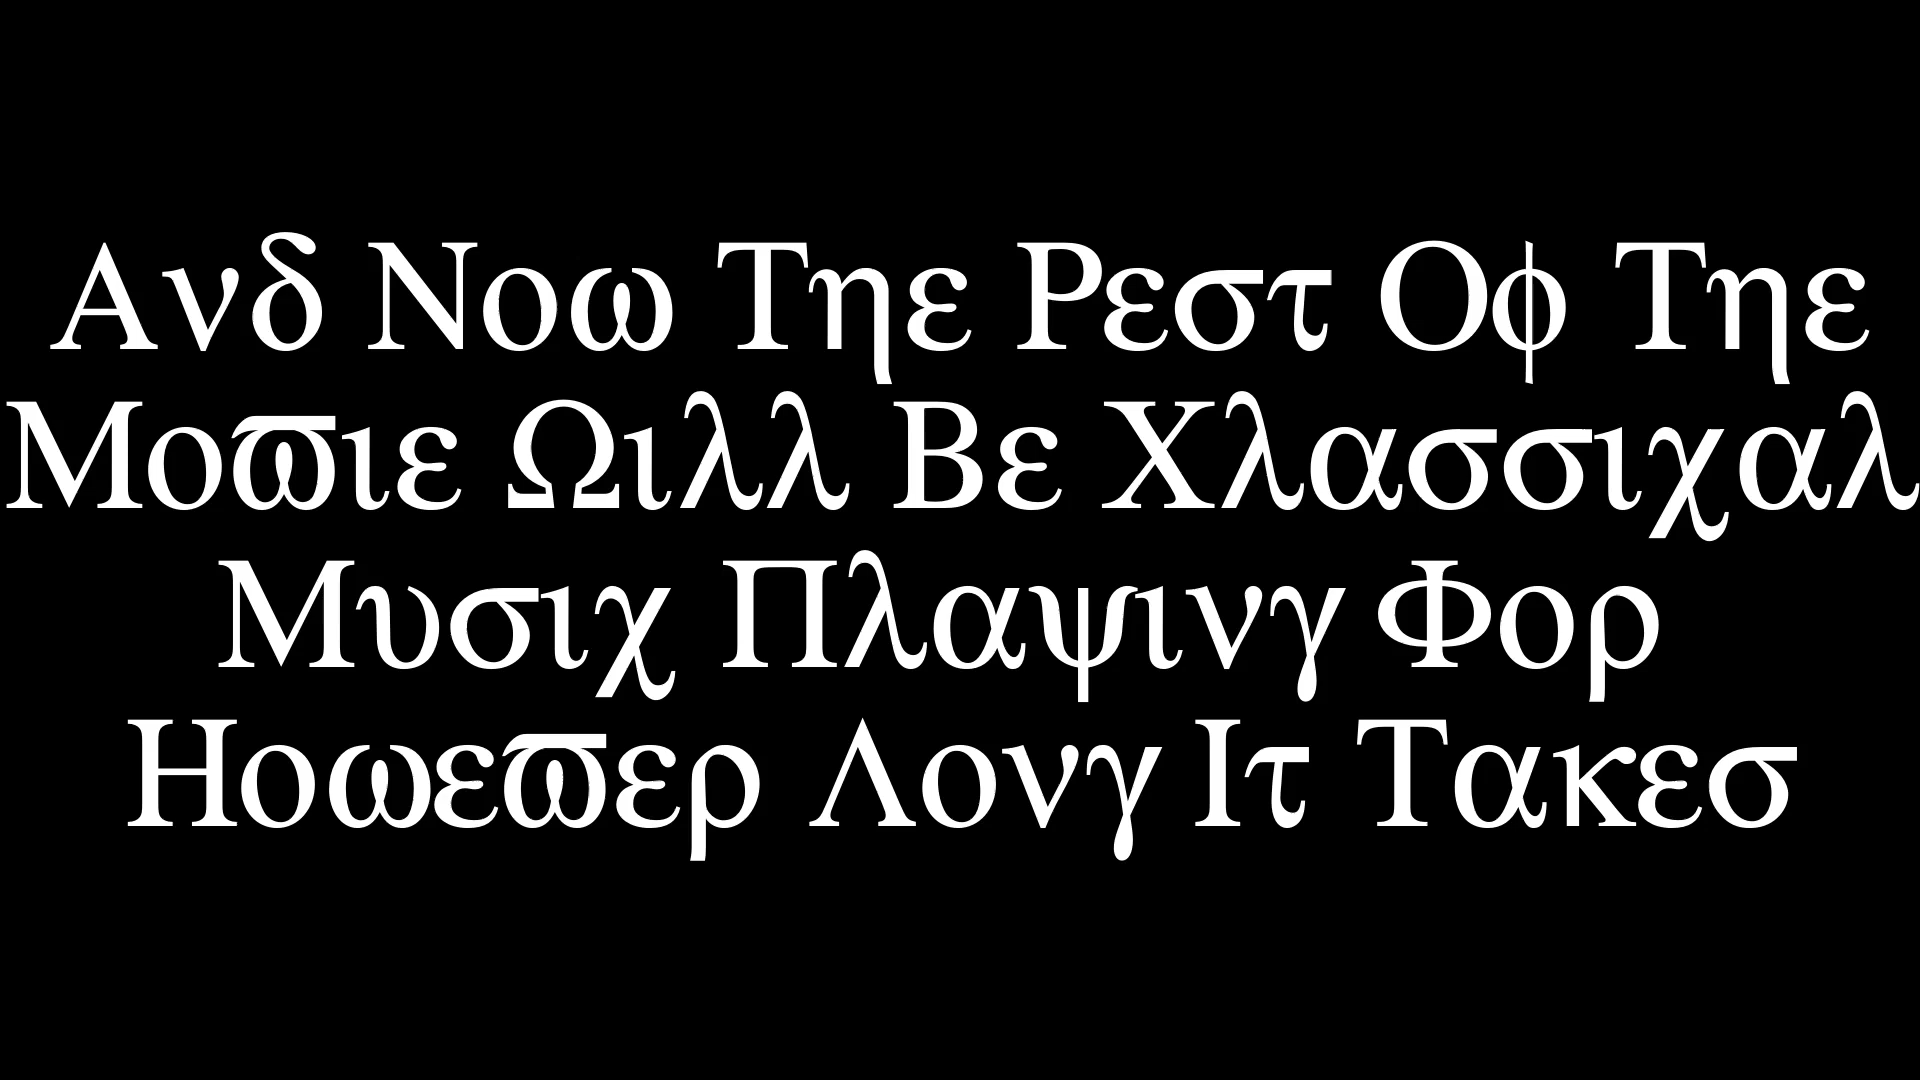 Ανδ Νοω Τηε Ρεστ Οϕ Τηε
Μοϖιε Ωιλλ Βε Χλασσιχαλ
Μυσιχ Πλαψινγ Φορ
Ηοωεϖερ Λονγ Ιτ Τακεσ